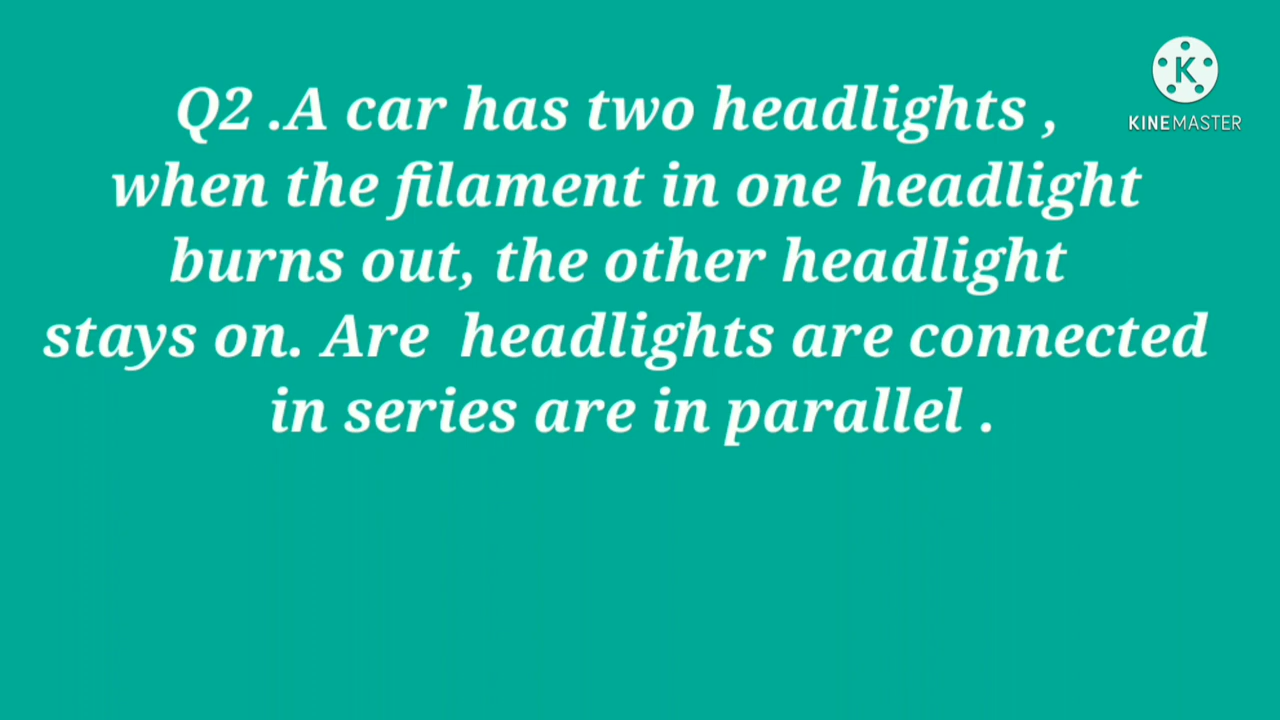 K
KINEMASTER
Q2 .A car has two headlights ,
when the filament in one headlight
burns out, the other headlight
stays on. Are  headlights are connected
in series are in parallel .